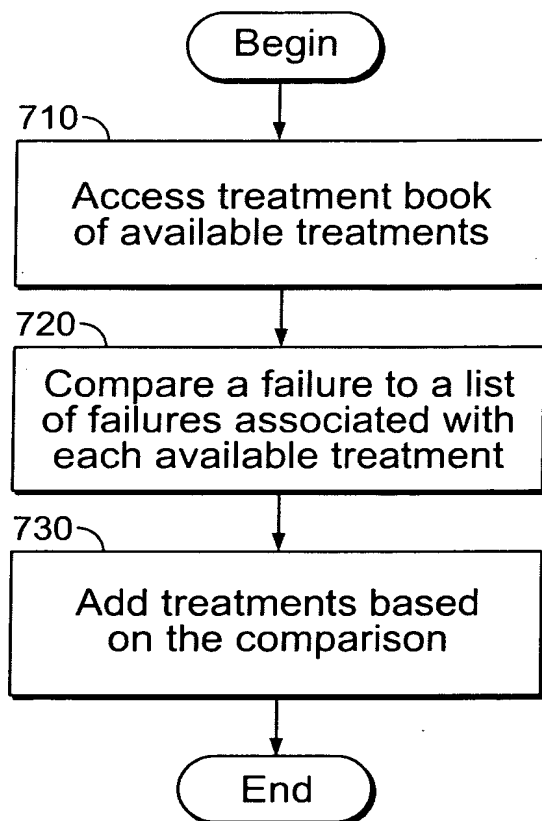 Begin
710
Access treatment book
of available treatments
720
Compare a failure to a list
of failures associated with
each available treatment
730
Add treatments based
on the comparison
End